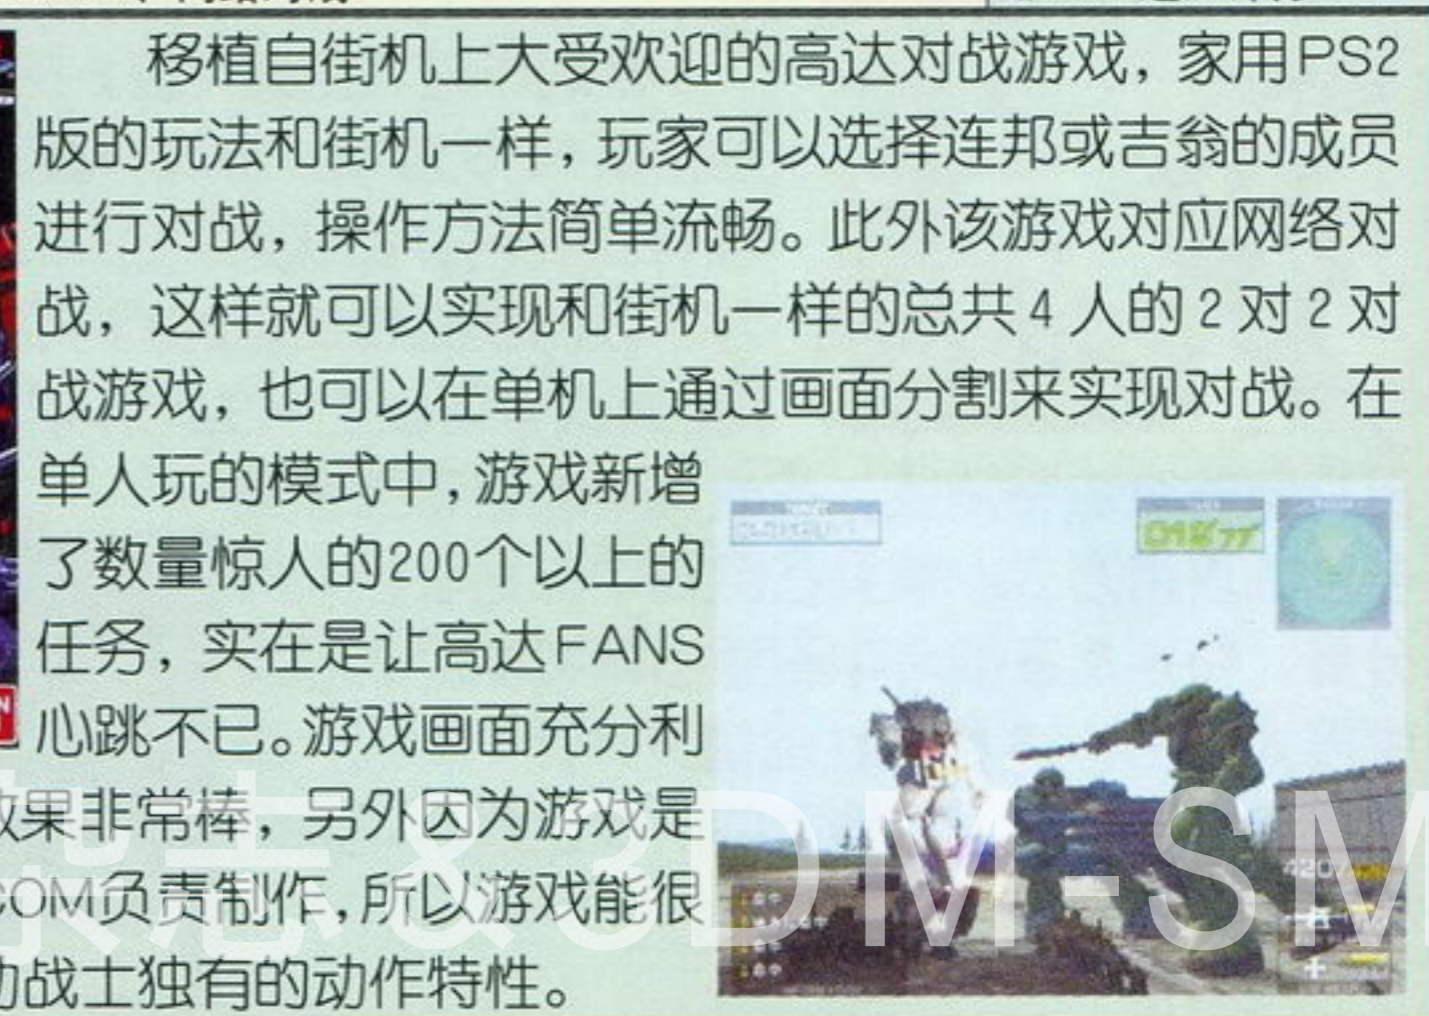 移植自街机上大受欢迎的高达对战游戏，家用PS2
版的玩法和街机一样，玩家可以选择连邦或吉翁的成员
进行对战，操作方法简单流畅。此外该游戏对应网络对
战，这样就可以实现和街机一样的总共4人的2对2对
战游戏，也可以在单机上通过画面分割来实现对战。在
单人玩的模式中，游戏新增
了数量惊人的200个以上的
任务，实在是让高达FANS
心跳不已。游戏画面充分利
效果非常棒，另外因为游戏是
COM负责制作，所以游戏能很
动战士独有的动作特性。
TARGET
4207
杂志&3DM-SM